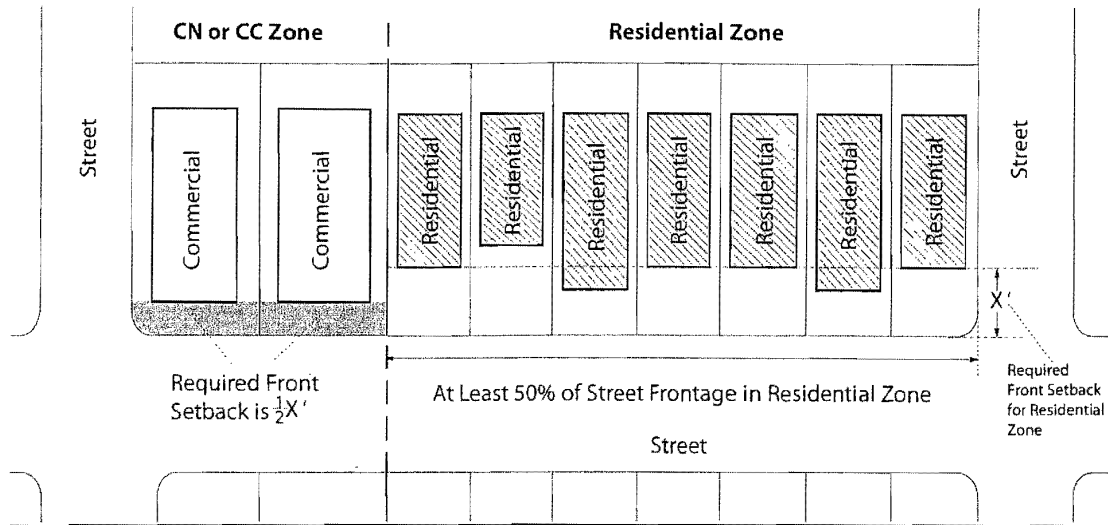 CN or CC Zone
Residential Zone
Street
Commercial
Commercial
Residential
Residential
Residential
Residential
Residential
Residential
Residential
Street
X'
Required Front
Setback is ½X'
At Least 50% of Street Frontage in Residential Zone
Required
Front Setback
for Residential
Zone
Street